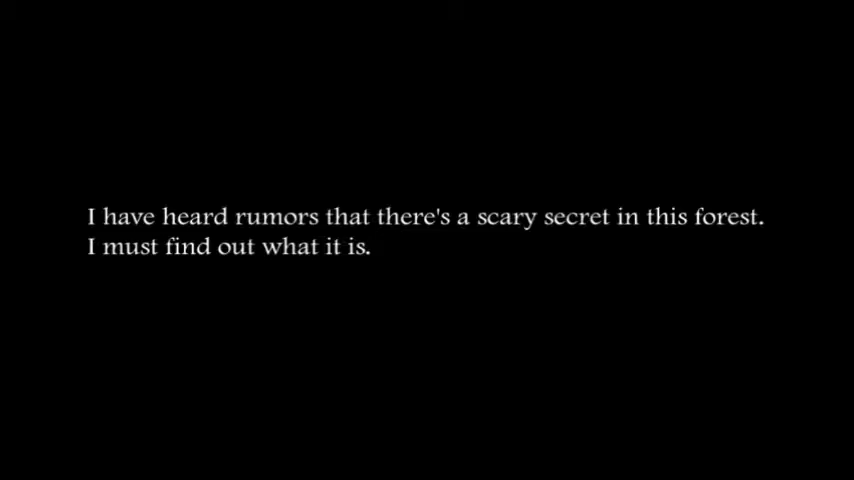 I have heard rumors that there's a scary secret in this forest.
I must find out what it is.